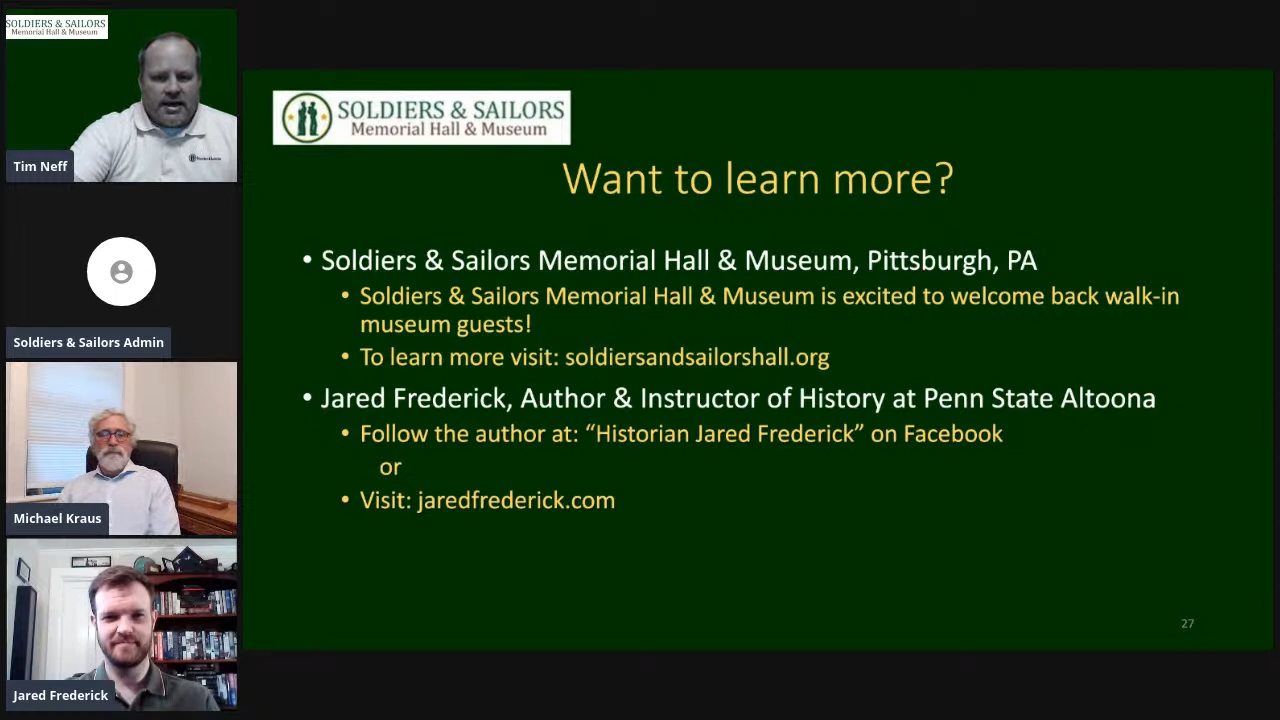 SOLDIERS & SAILORS
Memorial Hall & Museum
Tim Neff
Soldiers & Sailors Admin
Michael Kraus
Jared Frederick
SOLDIERS & SAILORS
Memorial Hall & Museum
Want to learn more?
• Soldiers & Sailors Memorial Hall & Museum, Pittsburgh, PA
• Soldiers & Sailors Memorial Hall & Museum is excited to welcome back walk-in
museum guests!
• To learn more visit: soldiersandsailorshall.org
• Jared Frederick, Author & Instructor of History at Penn State Altoona
• Follow the author at: “Historian Jared Frederick” on Facebook
or
• Visit: jaredfrederick.com
27